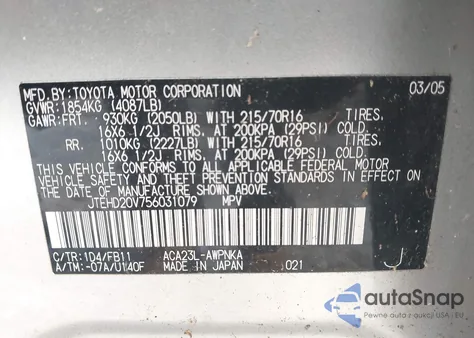 MFD.BY:TOYOTA MOTOR CORPORATION 03/05
GVWR:1854KG (4087LB)
GAWR:FRT. 930KG (2050LB) WITH 215/70R16 TIRES,
16X6 1/2J RIMS, AT 200KPA (29PSI) COLD.
RR. 1010KG (2227LB) WITH 215/70R16 TIRES,
16X6 1/2J RIMS, AT 200KPA (29PSI) COLD.
THIS VEHICLE CONFORMS TO ALL APPLICABLE FEDERAL MOTOR
VEHICLE SAFETY AND THEFT PREVENTION STANDARDS IN EFFECT ON
THE DATE OF MANUFACTURE SHOWN ABOVE.
JTEHD20V756031079 MPV
C/TR:1D4/FB11 ACA23L-AWPNKA
A/TM:-07A/U140F MADE IN JAPAN 021 J
autoSnap
Pewne auto z USA i